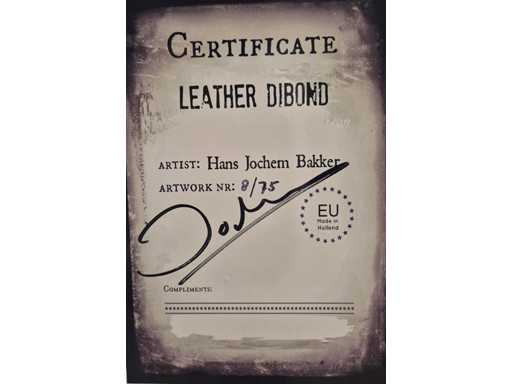 CERTIFICATE
LEATHER DIBOND
ARTIST: Hans Jochem Bakker
ARTWORK NR: 8/75
EU
Made in
Holland
COMPLIMENTS: